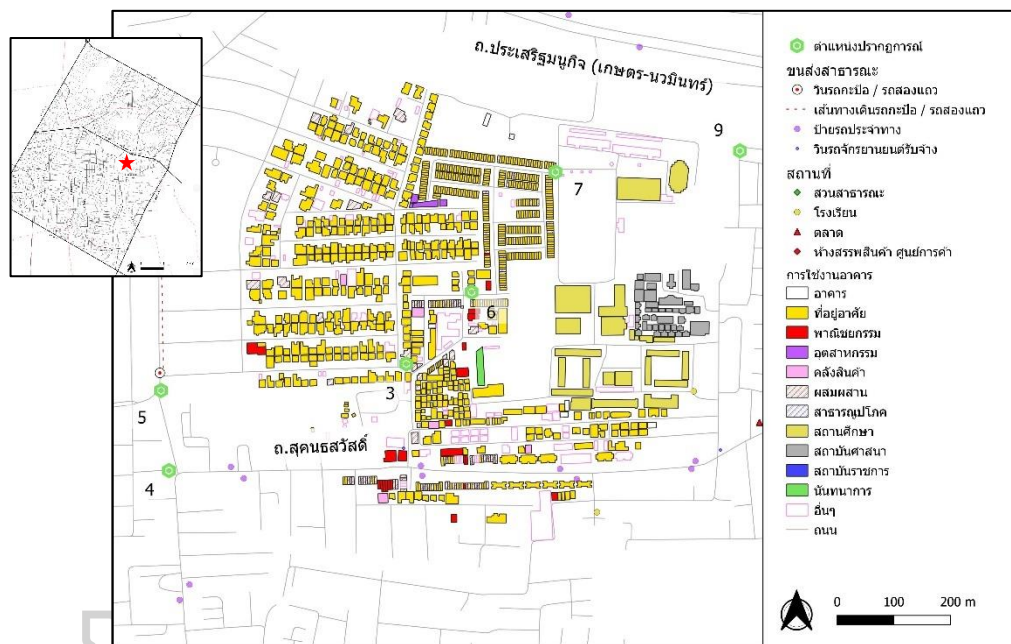 ถ.ประเสริฐมนูกิจ (เกษตร-นวมินทร์)
9
7
6
3
5
ถ.สุคนธสวัสดิ์
4
ตำแหน่งปรากฏการณ์
ขนส่งสาธารณะ
วินรถกะป๊อ / รถสองแถว
เส้นทางเดินรถกะป๊อ / รถสองแถว
ป้ายรถประจำทาง
วินรถจักรยานยนต์รับจ้าง
สถานที่
สวนสาธารณะ
โรงเรียน
ตลาด
ห้างสรรพสินค้า ศูนย์การค้า
การใช้งานอาคาร
อาคาร
ที่อยู่อาศัย
พาณิชยกรรม
อุตสาหกรรม
คลังสินค้า
ผสมผสาน
สาธารณูปโภค
สถานศึกษา
สถาบันศาสนา
สถาบันราชการ
นันทนาการ
อื่นๆ
ถนน
0 100 200 m